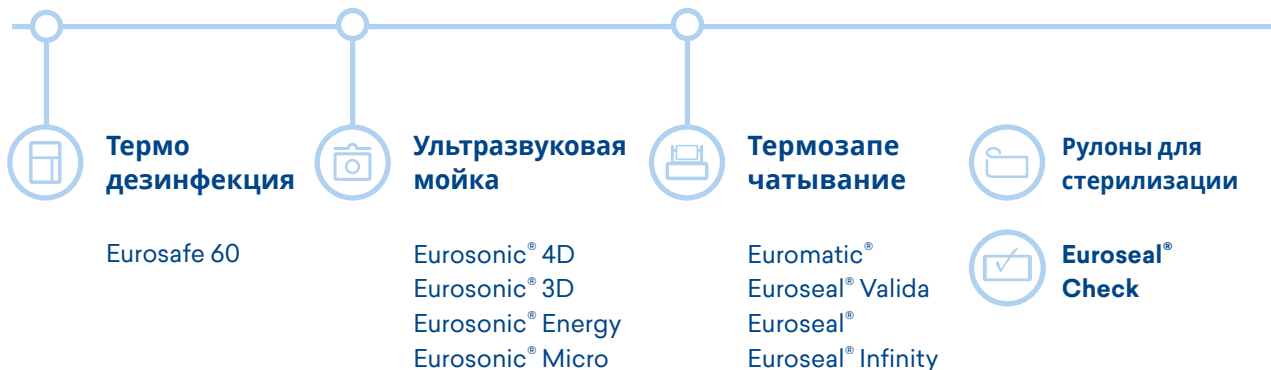 Термо
дезинфекция
Eurosafe 60
Ультразвуковая
мойка
Eurosonic® 4D
Eurosonic® 3D
Eurosonic® Energy
Eurosonic® Micro
Термозапе
чатывание
Euromatic®
Euroseal® Valida
Euroseal®
Euroseal® Infinity
Рулоны для
стерилизации
Euroseal®
Check